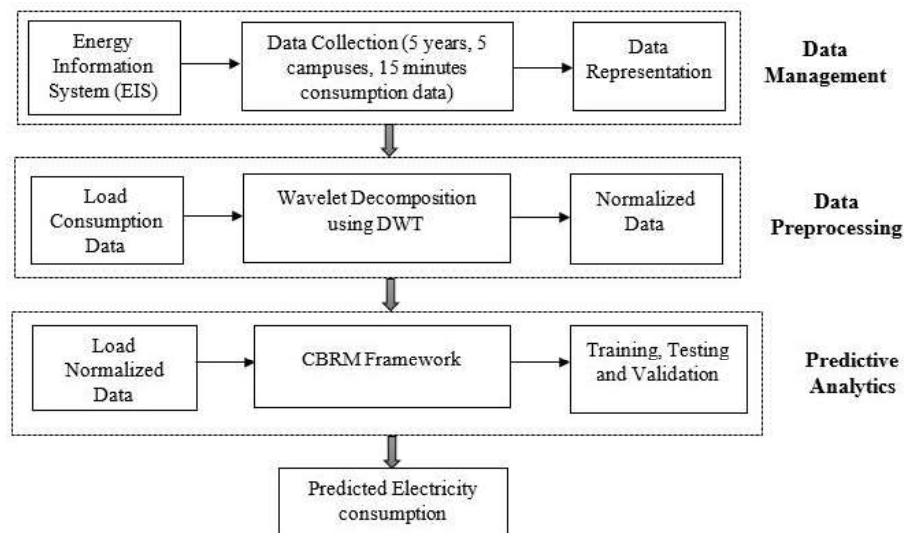 Energy
Information
System (EIS)
Data Collection (5 years, 5
campuses, 15 minutes
consumption data)
Data
Representation
Data
Management
Load
Consumption
Data
Wavelet Decomposition
using DWT
Normalized
Data
Data
Preprocessing
Load
Normalized
Data
CBRM Framework
Training, Testing
and Validation
Predictive
Analytics
Predicted Electricity
consumption